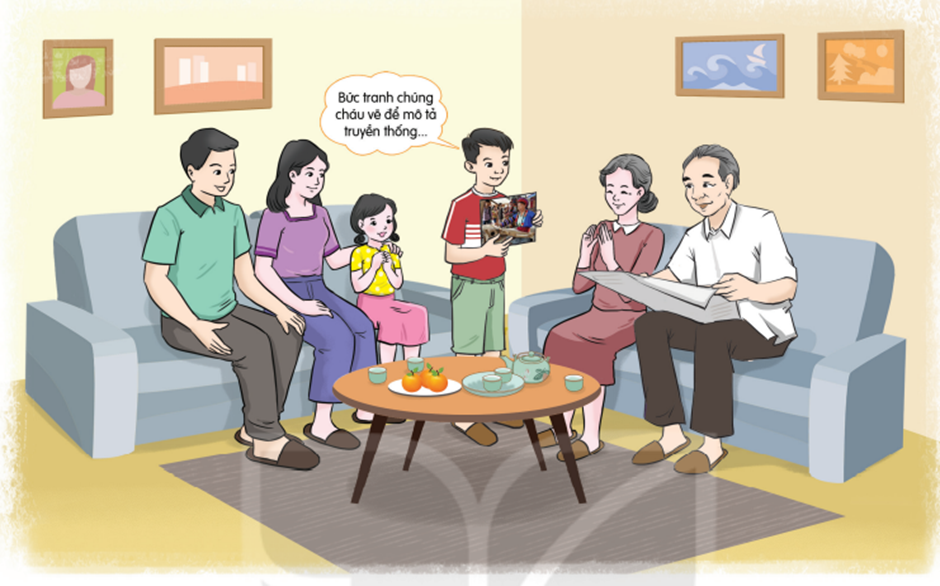 Bức tranh chúng
cháu vẽ để mô tả
truyền thống...